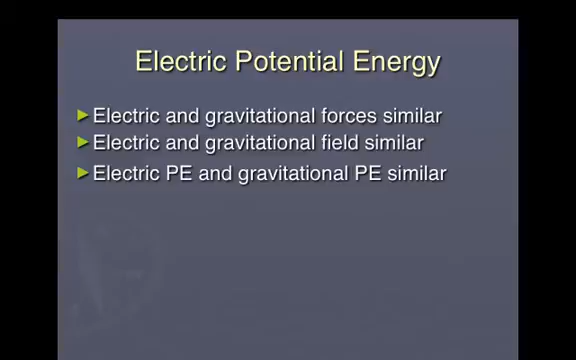 Electric Potential Energy
Electric and gravitational forces similar
Electric and gravitational field similar
Electric PE and gravitational PE similar